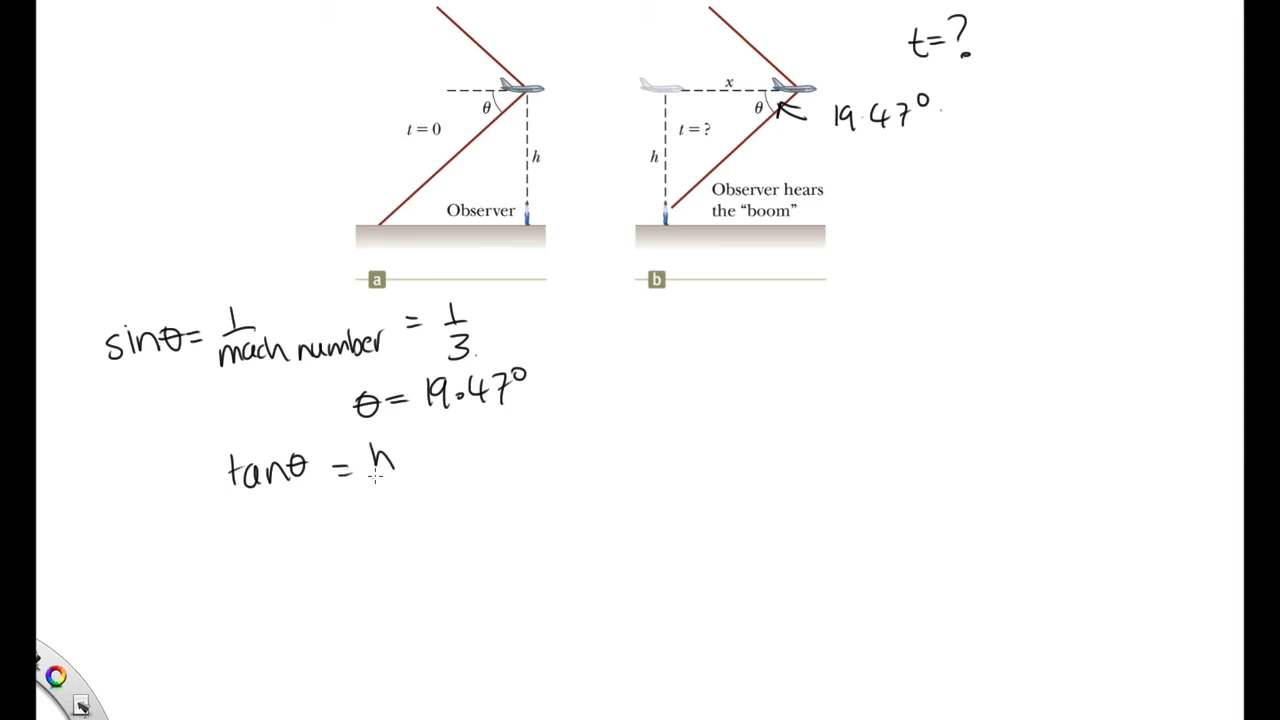 t=?
x
θ
θ
19.47°
t = 0
t = ?
h
h
Observer hears
the “boom”
Observer
a
b
sinθ= 1/mach number = 1/3
θ= 19.47°
tanθ = h